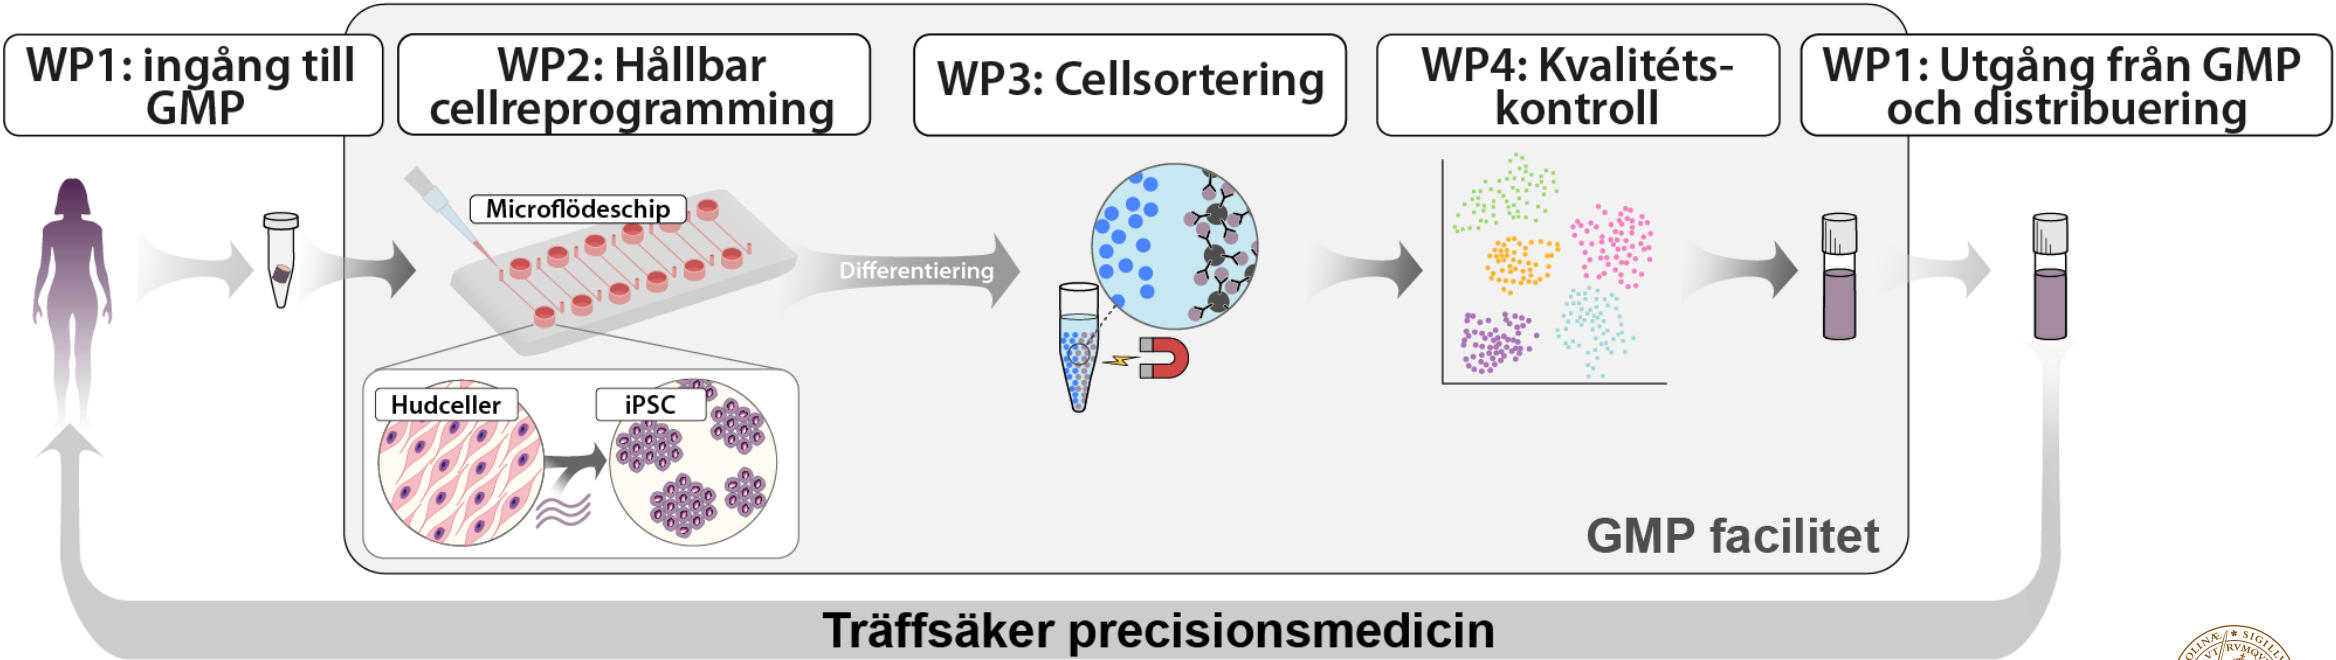 WP1: ingång till
GMP
WP2: Hållbar
cellreprogramming
WP3: Cellsortering
WP4: Kvalitéts-
kontroll
WP1: Utgång från GMP
och distribuering
Microflödeschip
Differentiering
Hudceller
iPSC
GMP facilitet
Träffsäker precisionsmedicin